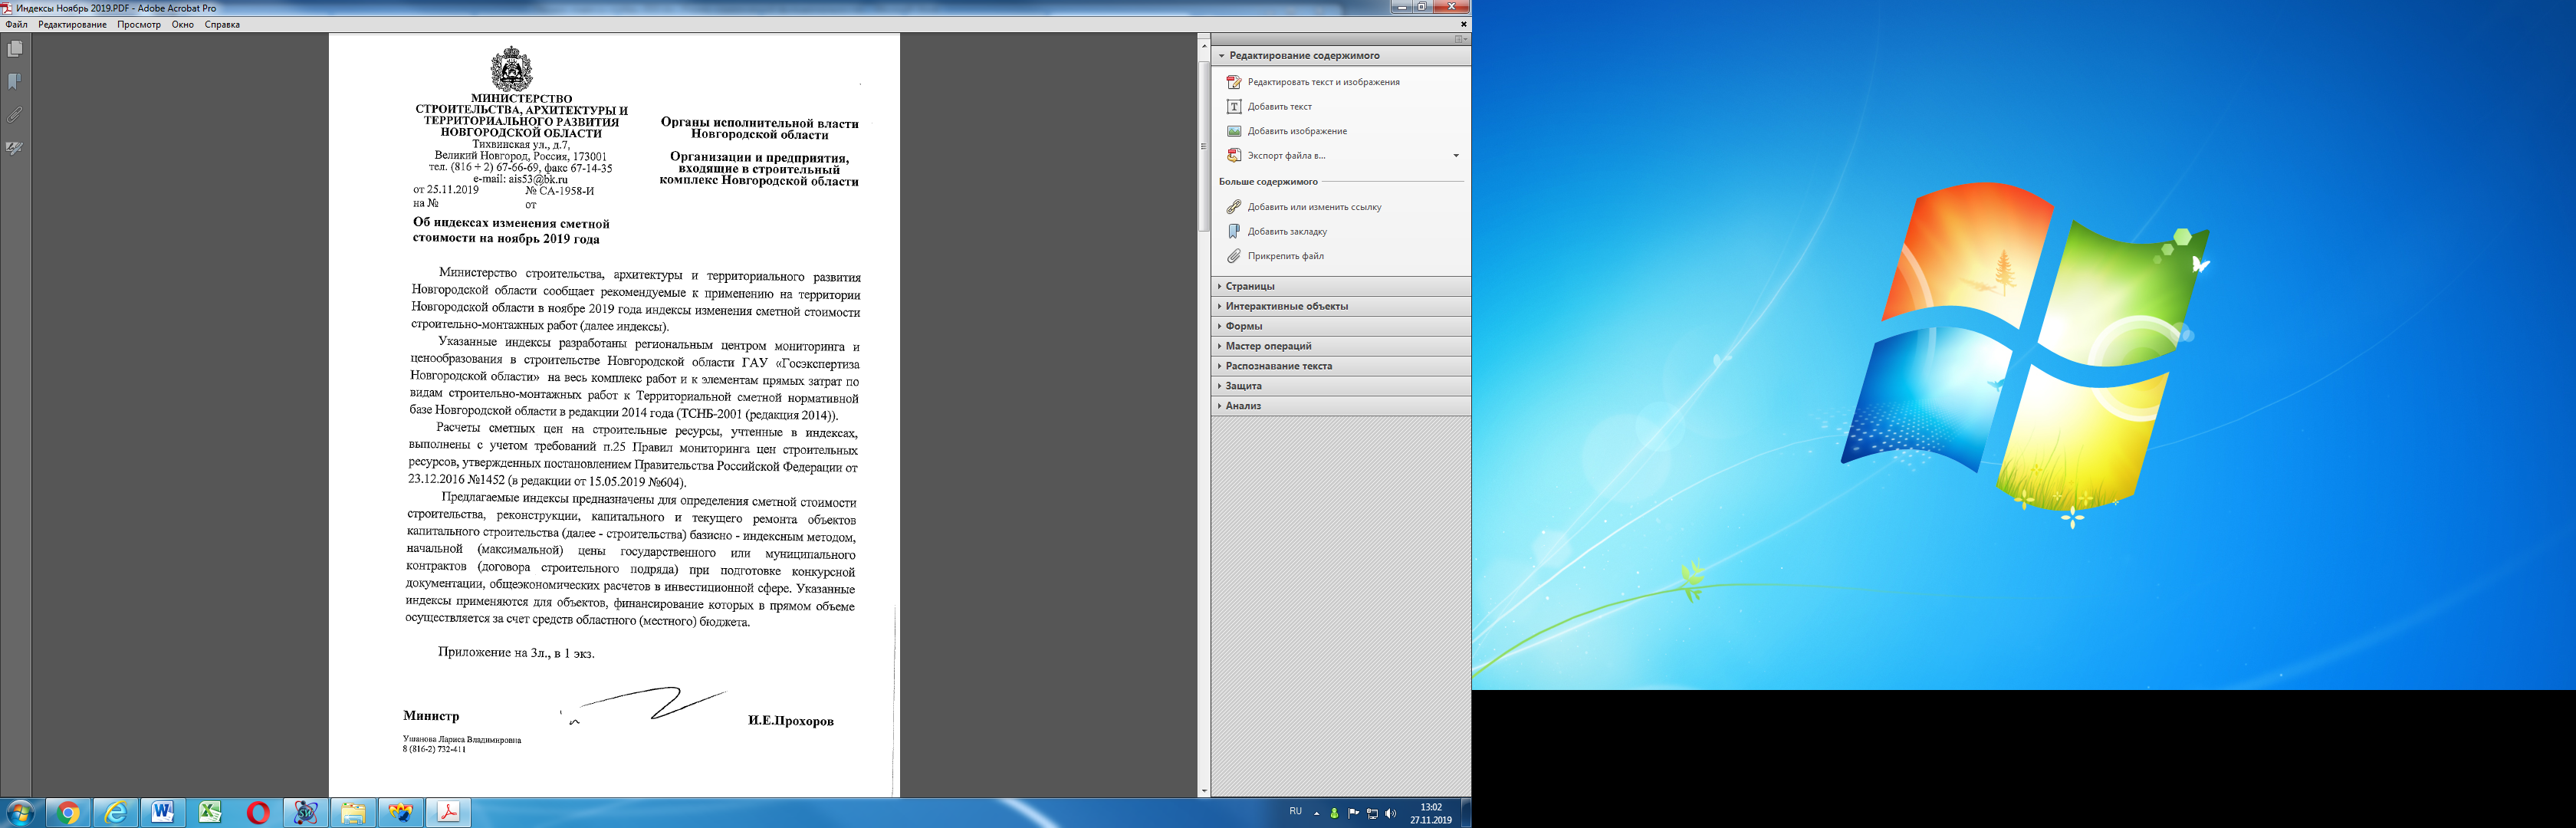 Индексы Ноябрь 2019.PDF - Adobe Acrobat Pro
Файл Редактирование Просмотр Окно Справка
МИНИСТЕРСТВО
СТРОИТЕЛЬСТВА, АРХИТЕКТУРЫ И
ТЕРРИТОРИАЛЬНОГО РАЗВИТИЯ
НОВГОРОДСКОЙ ОБЛАСТИ
Тихвинская ул., д.7,
Великий Новгород, Россия, 173001
тел. (816 + 2) 67-66-69, факс 67-14-35
e-mail: ais53@bk.ru
от 25.11.2019 № СА-1958-И
на № от
Органы исполнительной власти
Новгородской области
Организации и предприятия,
входящие в строительный
комплекс Новгородской области
Об индексах изменения сметной
стоимости на ноябрь 2019 года
Министерство строительства, архитектуры и территориального развития
Новгородской области сообщает рекомендуемые к применению на территории
Новгородской области в ноябре 2019 года индексы изменения сметной стоимости
строительно-монтажных работ (далее индексы).
Указанные индексы разработаны региональным центром мониторинга и
ценообразования в строительстве Новгородской области ГАУ «Госэкспертиза
Новгородской области» на весь комплекс работ и к элементам прямых затрат по
видам строительно-монтажных работ к Территориальной сметной нормативной
базе Новгородской области в редакции 2014 года (ТСНБ-2001 (редакция 2014)).
Расчеты сметных цен на строительные ресурсы, учтенные в индексах,
выполнены с учетом требований п.25 Правил мониторинга цен строительных
ресурсов, утвержденных постановлением Правительства Российской Федерации от
23.12.2016 №1452 (в редакции от 15.05.2019 №604).
Предлагаемые индексы предназначены для определения сметной стоимости
строительства, реконструкции, капитального и текущего ремонта объектов
капитального строительства (далее - строительства) базисно - индексным методом,
начальной (максимальной) цены государственного или муниципального
контрактов (договора строительного подряда) при подготовке конкурсной
документации, общеэкономических расчетов в инвестиционной сфере. Указанные
индексы применяются для объектов, финансирование которых в прямом объеме
осуществляется за счет средств областного (местного) бюджета.
Приложение на 3л., в 1 экз.
Министр И.Е.Прохоров
Ушанова Лариса Владимировна
8 (816-2) 732-411
Редактирование содержимого
Редактировать текст и изображения
Добавить текст
Добавить изображение
Экспорт файла в...
Больше содержимого
Добавить или изменить ссылку
Добавить закладку
Прикрепить файл
Страницы
Интерактивные объекты
Формы
Мастер операций
Распознавание текста
Защита
Анализ
RU
13:02
27.11.2019